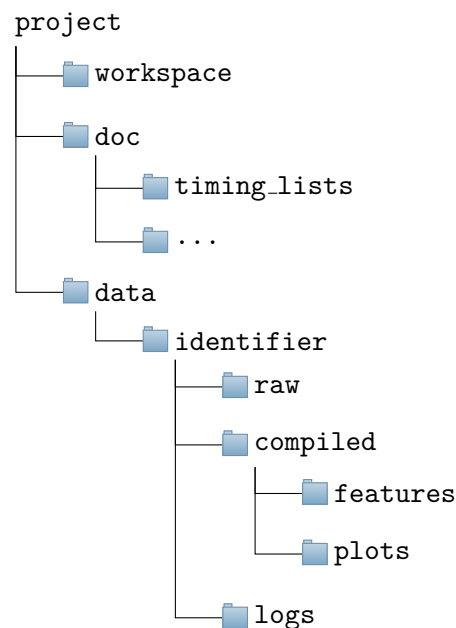 project
workspace
doc
timing_lists
...
data
identifier
raw
compiled
features
plots
logs